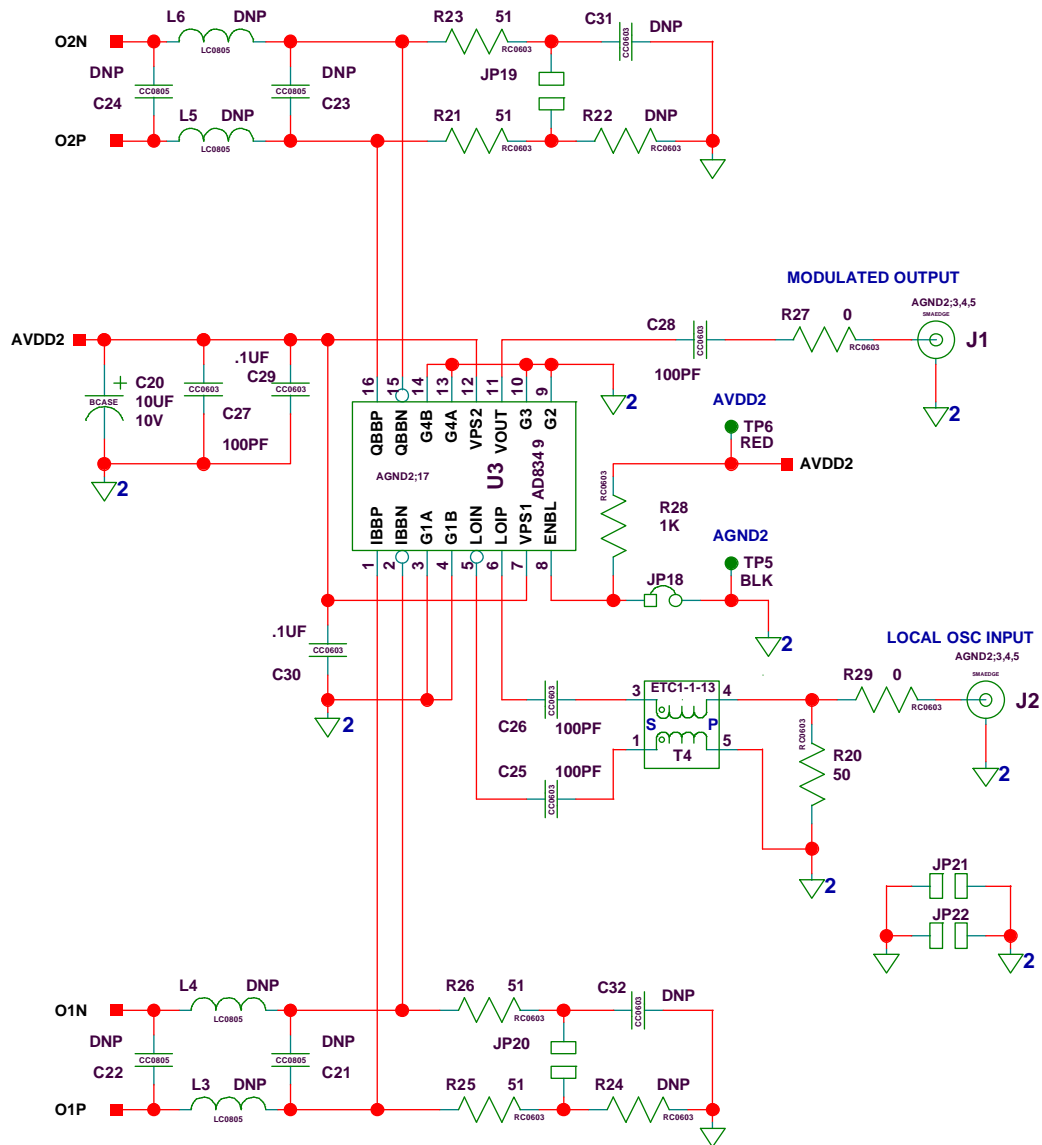 L6 DNP
R23 51
C31
DNP
O2N
LC0805
RC0603
CC0603
DNP
CC0805
C24
DNP
CC0805
C23
JP19
L5 DNP
R21 51
R22 DNP
O2P
LC0805
RC0603
RC0603
MODULATED OUTPUT
AGND2;3,4,5
SMAEDGE
R27 0
RC0603
J1
C28
CC0603
100PF
AVDD2
.1UF
C29
CC0603
CC0603
C20
10UF
10V
BCASE
+
C27
100PF
2
16 15 14 13 12 11 10 9
QBBP QBBN G4B G4A VPS2 VOUT G3 G2
AGND2;17
U3
AD8349
IBBP IBBN G1A G1B LOIN LOIP VPS1 ENBL
1 2 3 4 5 6 7 8
2
AVDD2
TP6
RED
AVDD2
RC0603
R28
1K
AGND2
TP5
BLK
JP18
2
.1UF
CC0603
C30
2
LOCAL OSC INPUT
AGND2;3,4,5
SMAEDGE
R29 0
RC0603
J2
2
C26
CC0603
100PF
3 ETC1-1-13 4
S P
1 T4 5
C25
100PF
CC0603
RC0603
R20
50
2
JP21
JP22
2
L4 DNP
R26 51
C32
DNP
O1N
LC0805
RC0603
CC0603
DNP
CC0805
C22
DNP
CC0805
C21
JP20
L3 DNP
R25 51
R24 DNP
O1P
LC0805
RC0603
RC0603